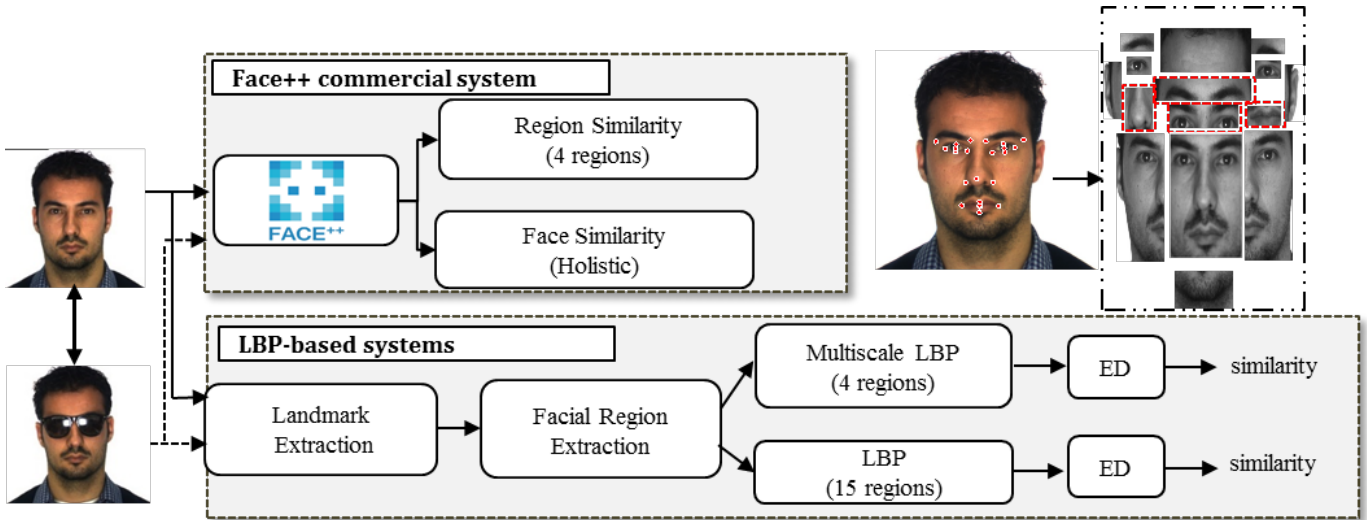 Face++ commercial system
Region Similarity
(4 regions)
FACE++
Face Similarity
(Holistic)
LBP-based systems
Landmark
Extraction
Facial Region
Extraction
Multiscale LBP
(4 regions)
ED
similarity
LBP
(15 regions)
ED
similarity